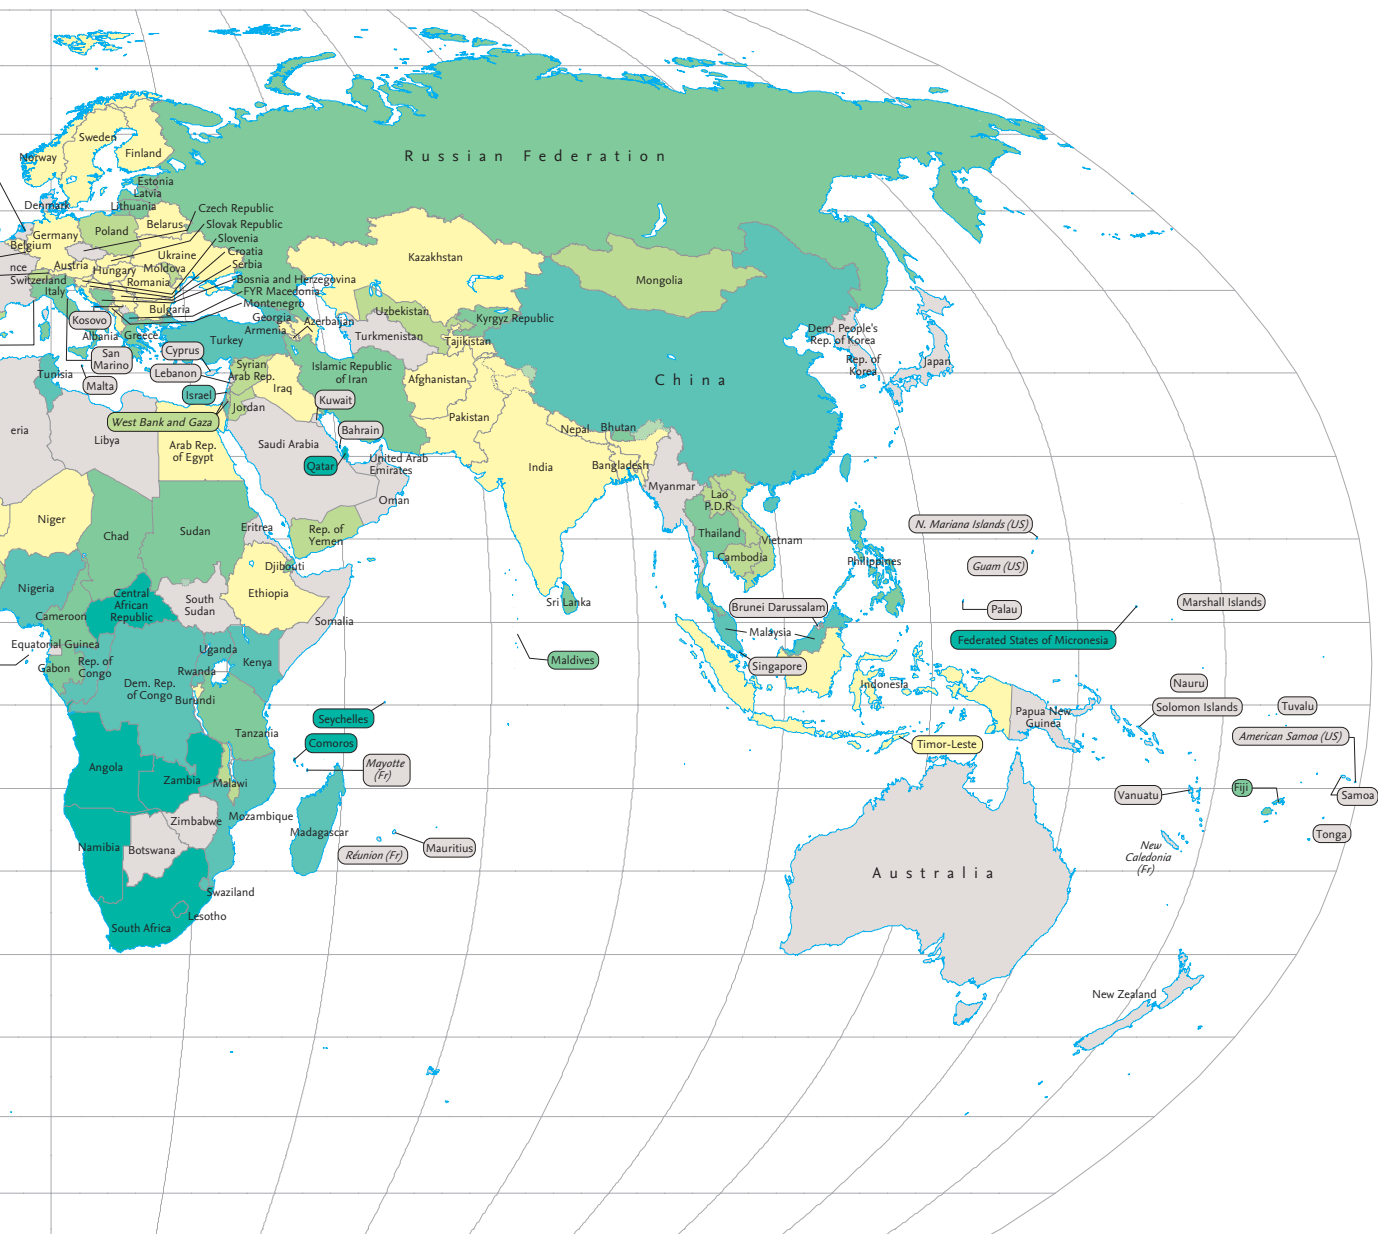 Russian Federation
Sweden
Norway
Finland
Estonia
Latvia
Denmark
Lithuania
Czech Republic
Slovak Republic
Poland
Belarus
Slovenia
Germany
Belgium
Croatia
Ukraine
nce
Austria
Serbia
Hungary
Moldova
Switzerland
Romania
Bosnia and Herzegovina
Italy
FYR Macedonia
Montenegro
Bulgaria
Kosovo
Georgia
Azerbaijan
Armenia
Albania
Greece
Turkey
Kazakhstan
Mongolia
Uzbekistan
Kyrgyz Republic
Turkmenistan
Tajikistan
Dem. People's
Rep. of Korea
Rep. of
Korea
Japan
China
San
Marino
Cyprus
Lebanon
Syrian
Arab Rep.
Islamic Republic
of Iran
Afghanistan
Tunisia
Malta
Israel
Iraq
Kuwait
Jordan
West Bank and Gaza
Pakistan
eria
Libya
Arab Rep.
of Egypt
Saudi Arabia
Bahrain
Qatar
United Arab
Emirates
Oman
Nepal
Bhutan
Bangladesh
India
Myanmar
Lao
P.D.R.
Thailand
Vietnam
Cambodia
Niger
Chad
Sudan
Eritrea
Rep. of
Yemen
Djibouti
N. Mariana Islands (US)
Guam (US)
Philippines
Nigeria
Central
African
Republic
South
Sudan
Ethiopia
Somalia
Sri Lanka
Brunei Darussalam
Palau
Marshall Islands
Cameroon
Malaysia
Federated States of Micronesia
Equatorial Guinea
Gabon
Rep. of
Congo
Uganda
Kenya
Rwanda
Dem. Rep.
of Congo
Burundi
Maldives
Singapore
Indonesia
Nauru
Solomon Islands
Tuvalu
Papua New
Guinea
Seychelles
Tanzania
Comoros
Timor-Leste
American Samoa (US)
Angola
Zambia
Malawi
Mayotte
(Fr)
Vanuatu
Fiji
Samoa
Zimbabwe
Mozambique
Madagascar
Namibia
Botswana
Réunion (Fr)
Mauritius
Tonga
New
Caledonia
(Fr)
Australia
Swaziland
Lesotho
South Africa
New Zealand